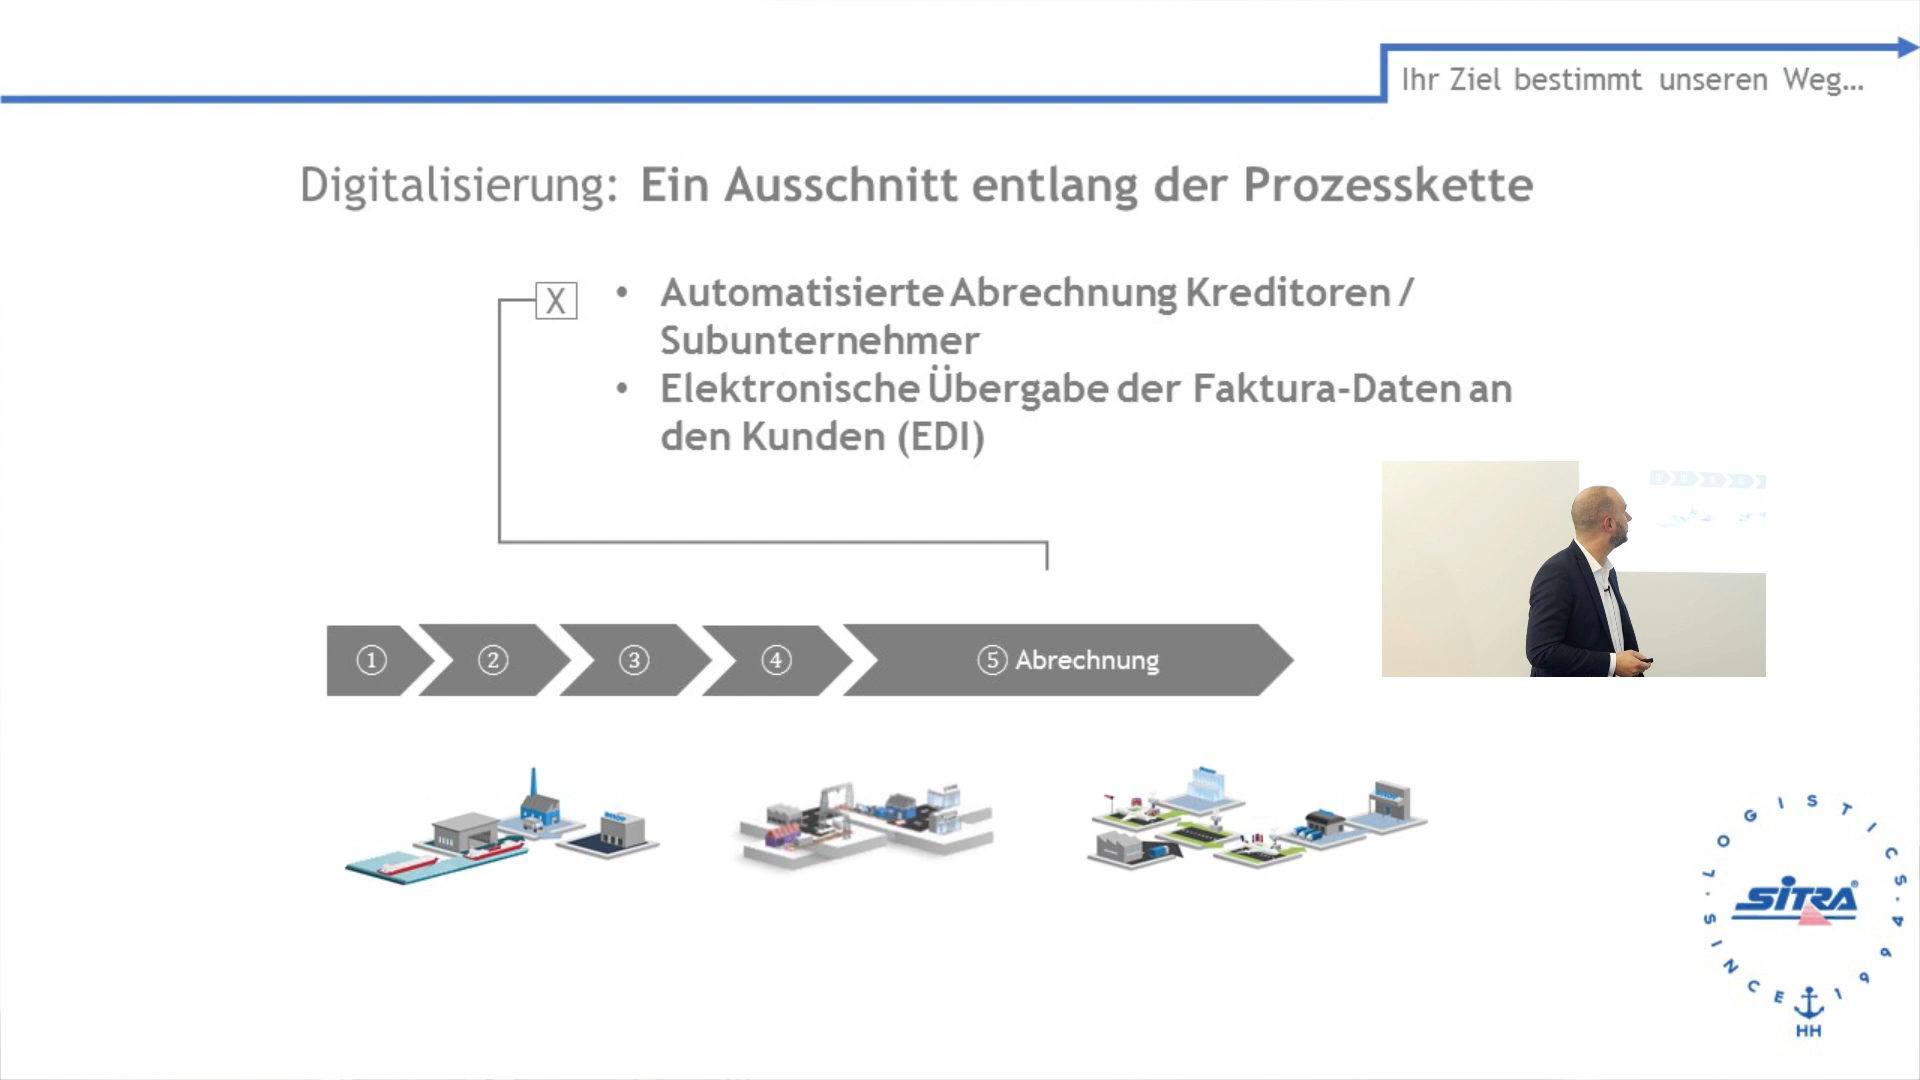 Ihr Ziel bestimmt unseren Weg...
Digitalisierung: Ein Ausschnitt entlang der Prozesskette
X
• Automatisierte Abrechnung Kreditoren /
Subunternehmer
• Elektronische Übergabe der Faktura-Daten an
den Kunden (EDI)
① ② ③ ④ ⑤ Abrechnung
LOGISTICS · SINCE 1994 ·
SITRA®
HH